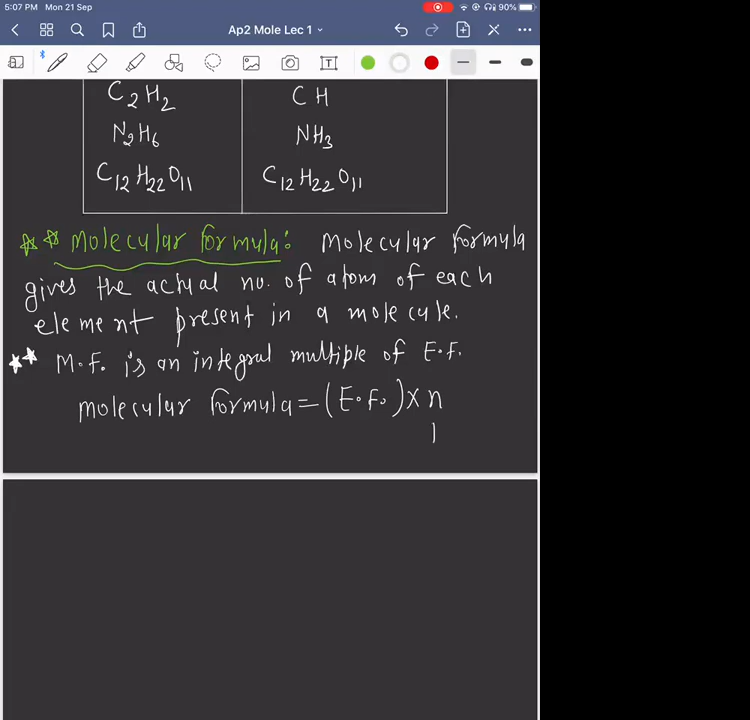 5:07 PM Mon 21 Sep 90%
Ap2 Mole Lec 1
T
C2H2 CH
N2H6 NH3
C12H22O11 C12H22O11
Molecular formula: Molecular formula
gives the actual no. of atom of each
element present in a molecule.
M.F. is an integral multiple of E.F.
molecular formula = (E.F.) × n